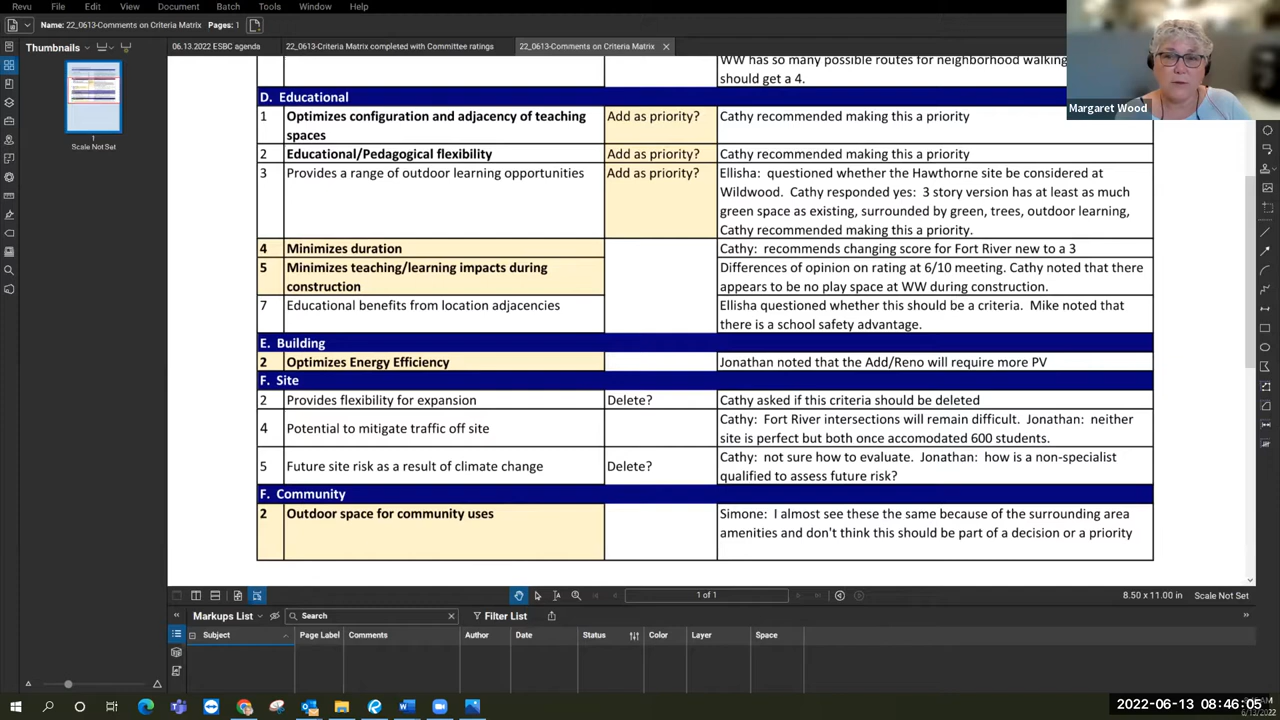 Revu File Edit View Document Batch Tools Window Help
Name: 22_0613-Comments on Criteria Matrix Pages: 1
Thumbnails
06.13.2022 ESBC agenda 22_0613-Criteria Matrix completed with Committee ratings 22_0613-Comments on Criteria Matrix
Margaret Wood
WW has so many possible routes for neighborhood walking
should get a 4.
D. Educational
1 Optimizes configuration and adjacency of teaching spaces Add as priority? Cathy recommended making this a priority
2 Educational/Pedagogical flexibility Add as priority? Cathy recommended making this a priority
3 Provides a range of outdoor learning opportunities Add as priority? Ellisha: questioned whether the Hawthorne site be considered at
Wildwood. Cathy responded yes: 3 story version has at least as much
green space as existing, surrounded by green, trees, outdoor learning,
Cathy recommended making this a priority.
4 Minimizes duration Cathy: recommends changing score for Fort River new to a 3
5 Minimizes teaching/learning impacts during construction Differences of opinion on rating at 6/10 meeting. Cathy noted that there
appears to be no play space at WW during construction.
7 Educational benefits from location adjacencies Ellisha questioned whether this should be a criteria. Mike noted that
there is a school safety advantage.
E. Building
2 Optimizes Energy Efficiency Jonathan noted that the Add/Reno will require more PV
F. Site
2 Provides flexibility for expansion Delete? Cathy asked if this criteria should be deleted
4 Potential to mitigate traffic off site Cathy: Fort River intersections will remain difficult. Jonathan: neither
site is perfect but both once accomodated 600 students.
5 Future site risk as a result of climate change Delete? Cathy: not sure how to evaluate. Jonathan: how is a non-specialist
qualified to assess future risk?
F. Community
2 Outdoor space for community uses Simone: I almost see these the same because of the surrounding area
amenities and don't think this should be part of a decision or a priority
1
Scale Not Set
1 of 1
8.50 x 11.00 in Scale Not Set
Markups List Search Filter List
Subject Page Label Comments Author Date Status Color Layer Space
2022-06-13 08:46:05